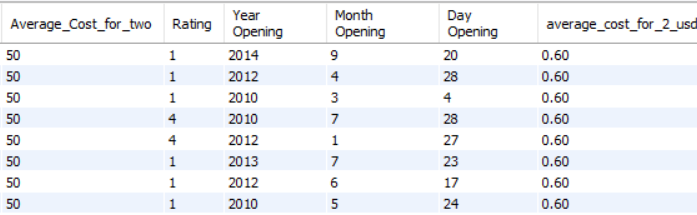 Average_Cost_for_two Rating Year Opening Month Opening Day Opening average_cost_for_2_usd
50 1 2014 9 20 0.60
50 1 2012 4 28 0.60
50 1 2010 3 4 0.60
50 4 2010 7 28 0.60
50 4 2012 1 27 0.60
50 1 2013 7 23 0.60
50 1 2012 6 17 0.60
50 1 2010 5 24 0.60